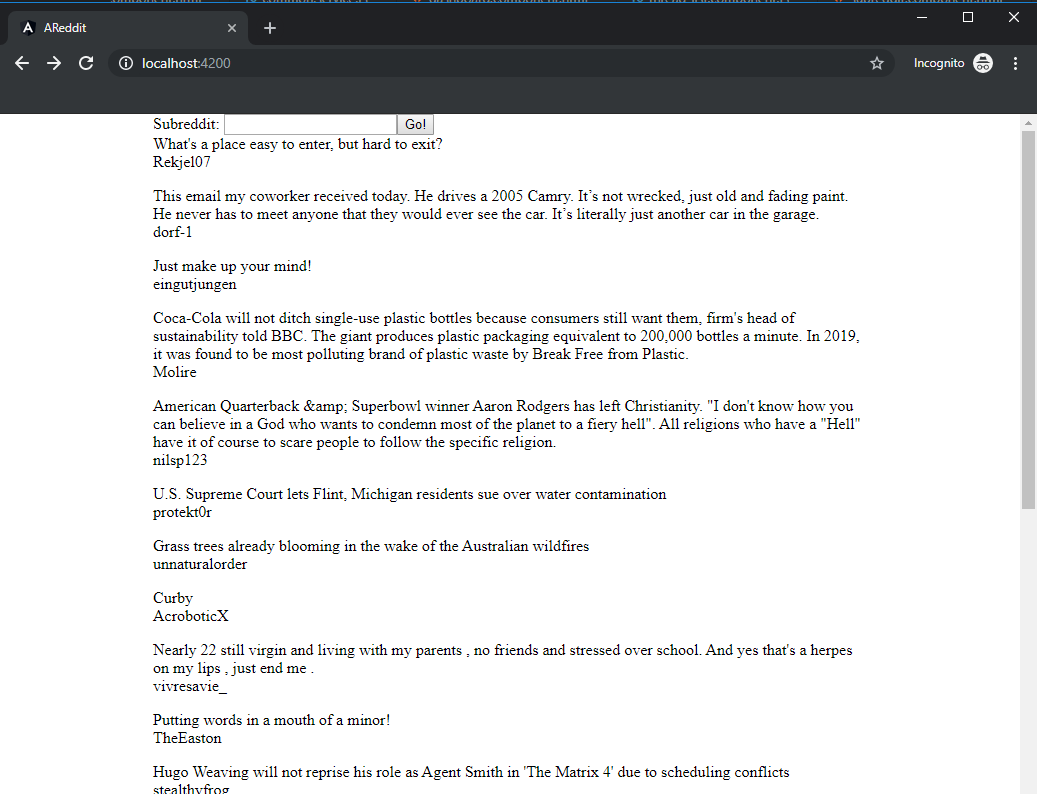 AReddit
localhost:4200
Incognito
Subreddit: Go!
What's a place easy to enter, but hard to exit?
Rekjel07
This email my coworker received today. He drives a 2005 Camry. It’s not wrecked, just old and fading paint.
He never has to meet anyone that they would ever see the car. It’s literally just another car in the garage.
dorf-1
Just make up your mind!
eingutjungen
Coca-Cola will not ditch single-use plastic bottles because consumers still want them, firm's head of
sustainability told BBC. The giant produces plastic packaging equivalent to 200,000 bottles a minute. In 2019,
it was found to be most polluting brand of plastic waste by Break Free from Plastic.
Molire
American Quarterback &amp; Superbowl winner Aaron Rodgers has left Christianity. "I don't know how you
can believe in a God who wants to condemn most of the planet to a fiery hell". All religions who have a "Hell"
have it of course to scare people to follow the specific religion.
nilsp123
U.S. Supreme Court lets Flint, Michigan residents sue over water contamination
protekt0r
Grass trees already blooming in the wake of the Australian wildfires
unnaturalorder
Curby
AcroboticX
Nearly 22 still virgin and living with my parents , no friends and stressed over school. And yes that's a herpes
on my lips , just end me .
vivresavie_
Putting words in a mouth of a minor!
TheEaston
Hugo Weaving will not reprise his role as Agent Smith in 'The Matrix 4' due to scheduling conflicts
stealthyfrog